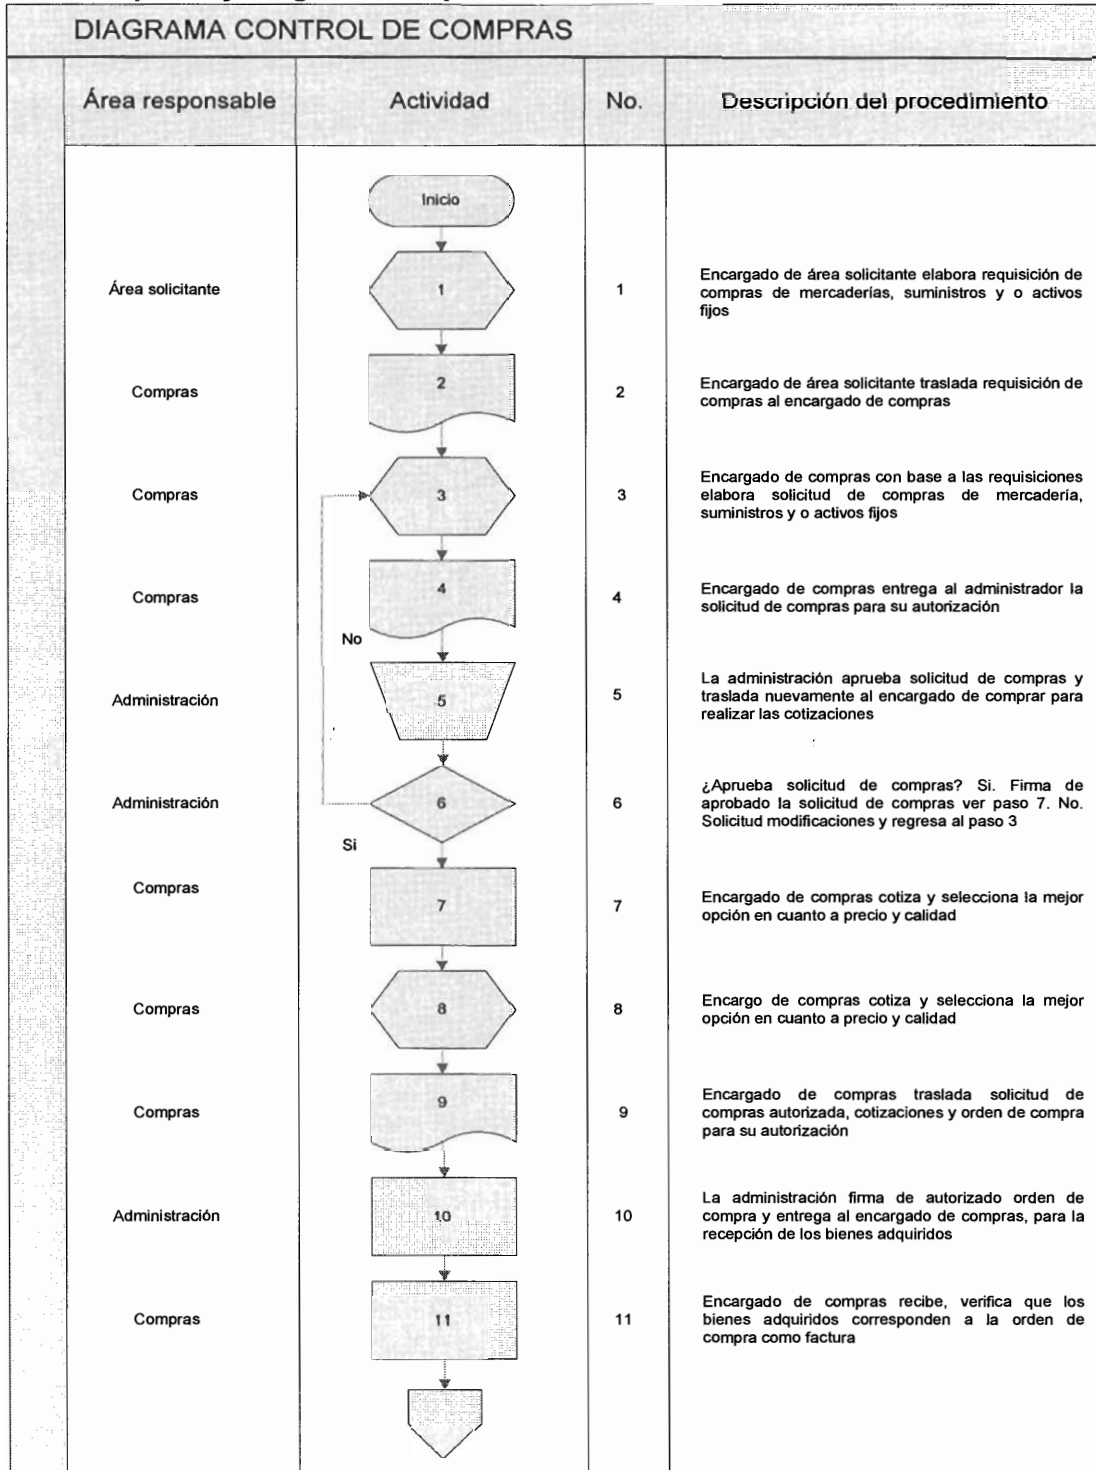 DIAGRAMA CONTROL DE COMPRAS
Área responsable Actividad No. Descripción del procedimiento
Inicio
Área solicitante 1 1 Encargado de área solicitante elabora requisición de
compras de mercaderías, suministros y o activos
fijos
Compras 2 2 Encargado de área solicitante traslada requisición de
compras al encargado de compras
Compras 3 3 Encargado de compras con base a las requisiciones
elabora solicitud de compras de mercadería,
suministros y o activos fijos
Compras 4 4 Encargado de compras entrega al administrador la
solicitud de compras para su autorización
No
Administración 5 5 La administración aprueba solicitud de compras y
traslada nuevamente al encargado de comprar para
realizar las cotizaciones
Administración 6 6 ¿Aprueba solicitud de compras? Si. Firma de
aprobado la solicitud de compras ver paso 7. No.
Solicitud modificaciones y regresa al paso 3
Si
Compras 7 7 Encargado de compras cotiza y selecciona la mejor
opción en cuanto a precio y calidad
Compras 8 8 Encargo de compras cotiza y selecciona la mejor
opción en cuanto a precio y calidad
Compras 9 9 Encargado de compras traslada solicitud de
compras autorizada, cotizaciones y orden de compra
para su autorización
Administración 10 10 La administración firma de autorizado orden de
compra y entrega al encargado de compras, para la
recepción de los bienes adquiridos
Compras 11 11 Encargado de compras recibe, verifica que los
bienes adquiridos corresponden a la orden de
compra como factura